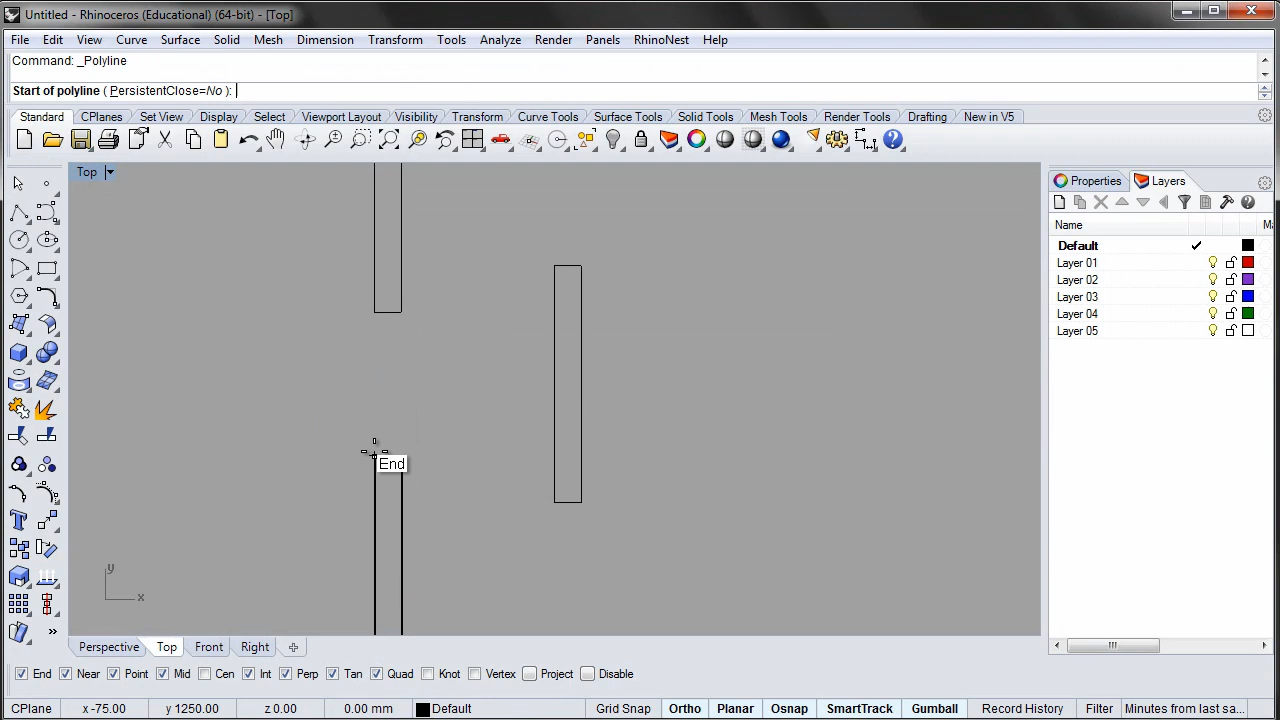 Untitled - Rhinoceros (Educational) (64-bit) - [Top]
File Edit View Curve Surface Solid Mesh Dimension Transform Tools Analyze Render Panels RhinoNest Help
Command: _Polyline
Start of polyline ( PersistentClose=No ):
Standard CPlanes Set View Display Select Viewport Layout Visibility Transform Curve Tools Surface Tools Solid Tools Mesh Tools Render Tools Drafting New in V5
Top
Properties Layers
Name
Default
Layer 01
Layer 02
Layer 03
Layer 04
Layer 05
End
y
x
Perspective Top Front Right
End Near Point Mid Cen Int Perp Tan Quad Knot Vertex Project Disable
CPlane x -75.00 y 1250.00 z 0.00 0.00 mm Default Grid Snap Ortho Planar Osnap SmartTrack Gumball Record History Filter Minutes from last sa...